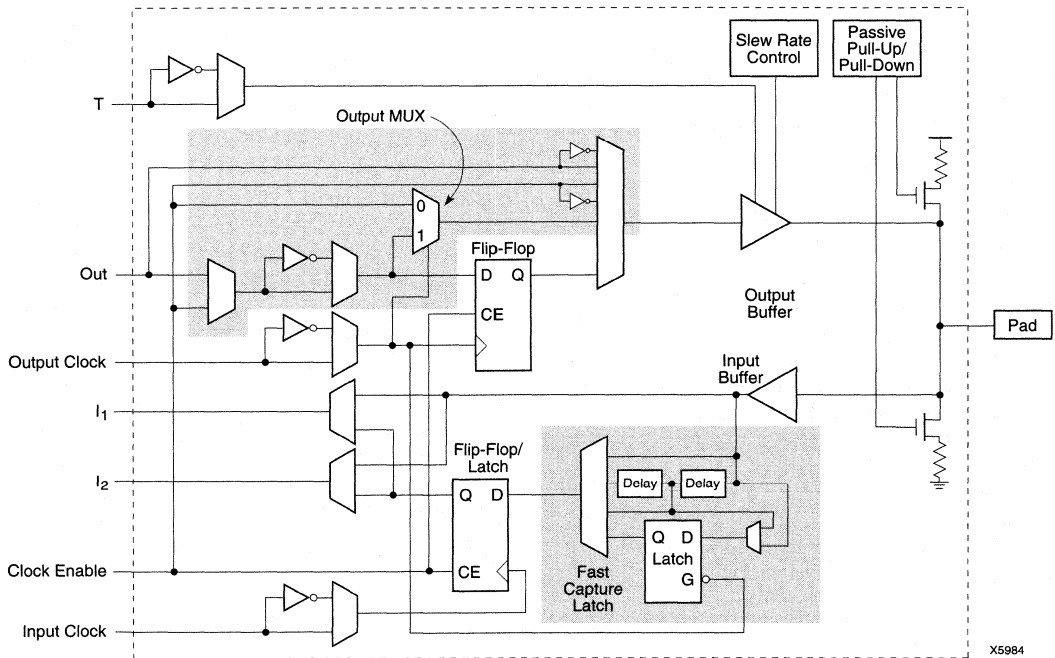 Slew Rate
Control
Passive
Pull-Up/
Pull-Down
T
Output MUX
0
1
Flip-Flop
Out
D Q
CE
Output
Buffer
Pad
Output Clock
Input
Buffer
I1
Flip-Flop/
Latch
I2
Delay
Delay
Q D
Q D
Latch
G
Clock Enable
CE
Fast
Capture
Latch
Input Clock
X5984